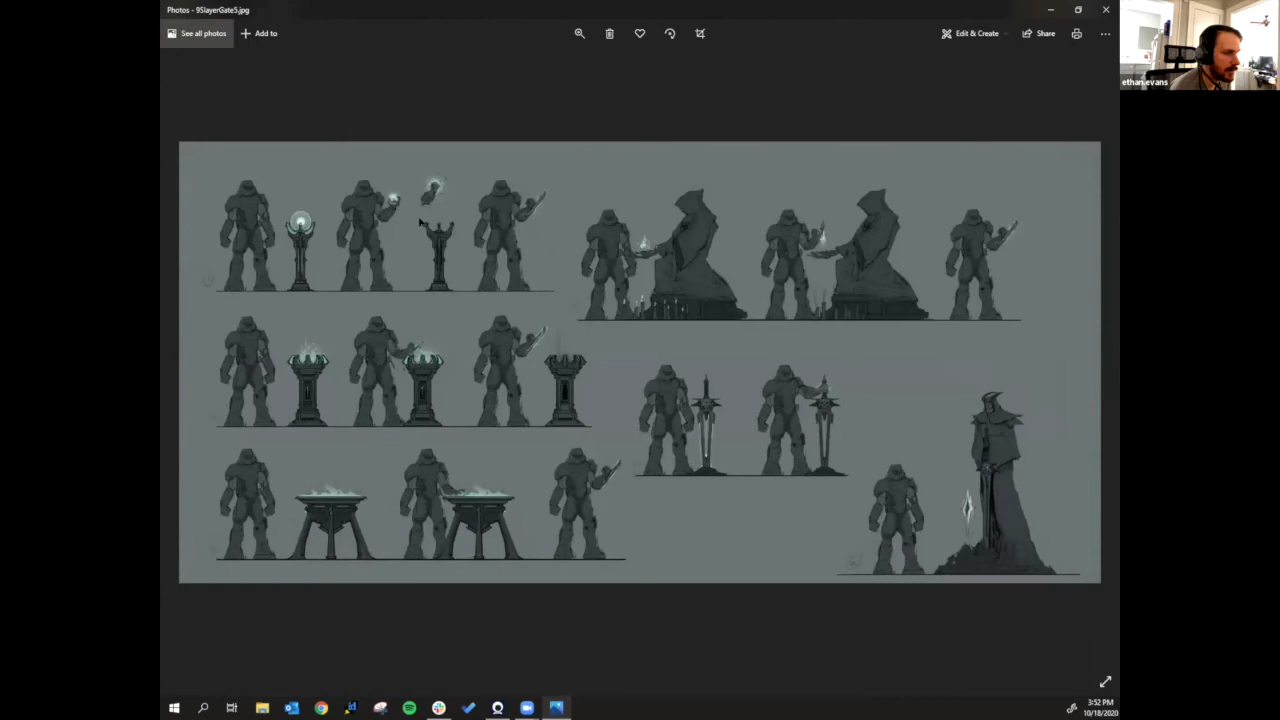 Photos - 9SlayerGate5.jpg
See all photos
Add to
Edit & Create
Share
ethan.evans
3:52 PM
10/18/2020